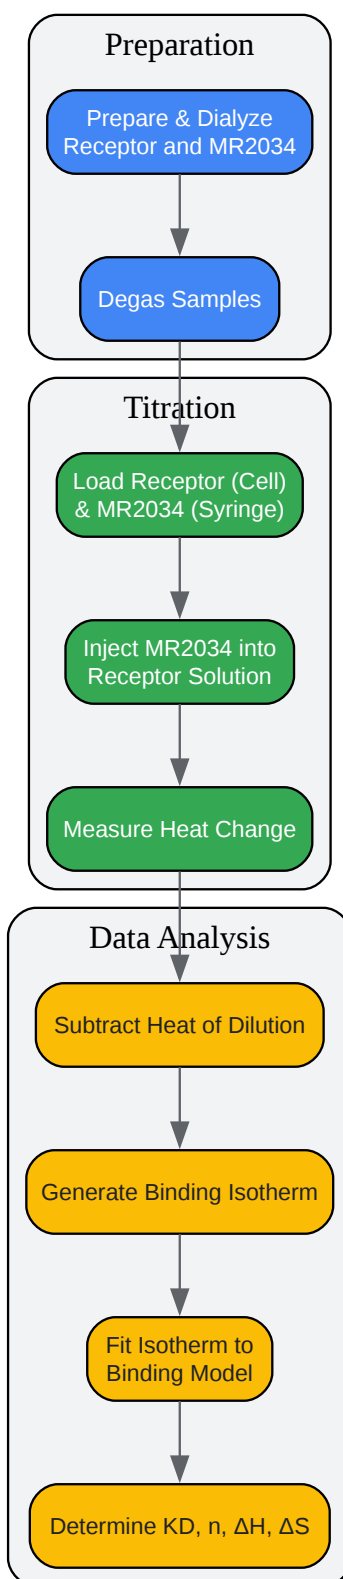 Preparation
Prepare & Dialyze
Receptor and MR2034
Degas Samples
Titration
Load Receptor (Cell)
& MR2034 (Syringe)
Inject MR2034 into
Receptor Solution
Measure Heat Change
Data Analysis
Subtract Heat of Dilution
Generate Binding Isotherm
Fit Isotherm to
Binding Model
Determine KD, n, ΔH, ΔS